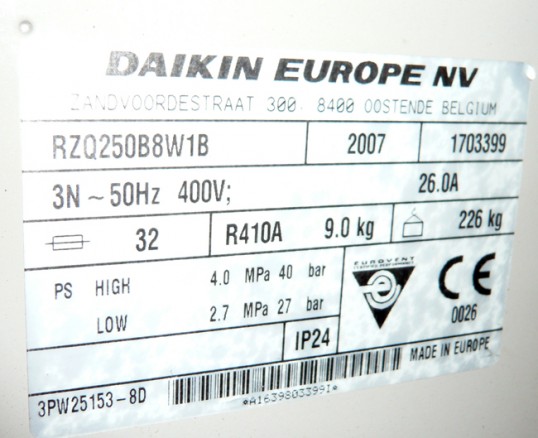 DAIKIN EUROPE NV
ZANDVOORDESTRAAT 300, 8400 OOSTENDE BELGIUM
RZQ250B8W1B 2007 1703399
3N ~ 50Hz 400V; 26.0A
32 R410A 9.0 kg 226 kg
PS HIGH 4.0 MPa 40 bar
LOW 2.7 MPa 27 bar
EUROVENT
CE
0026
IP24
MADE IN EUROPE
3PW25153-8D
*A1639803399I*